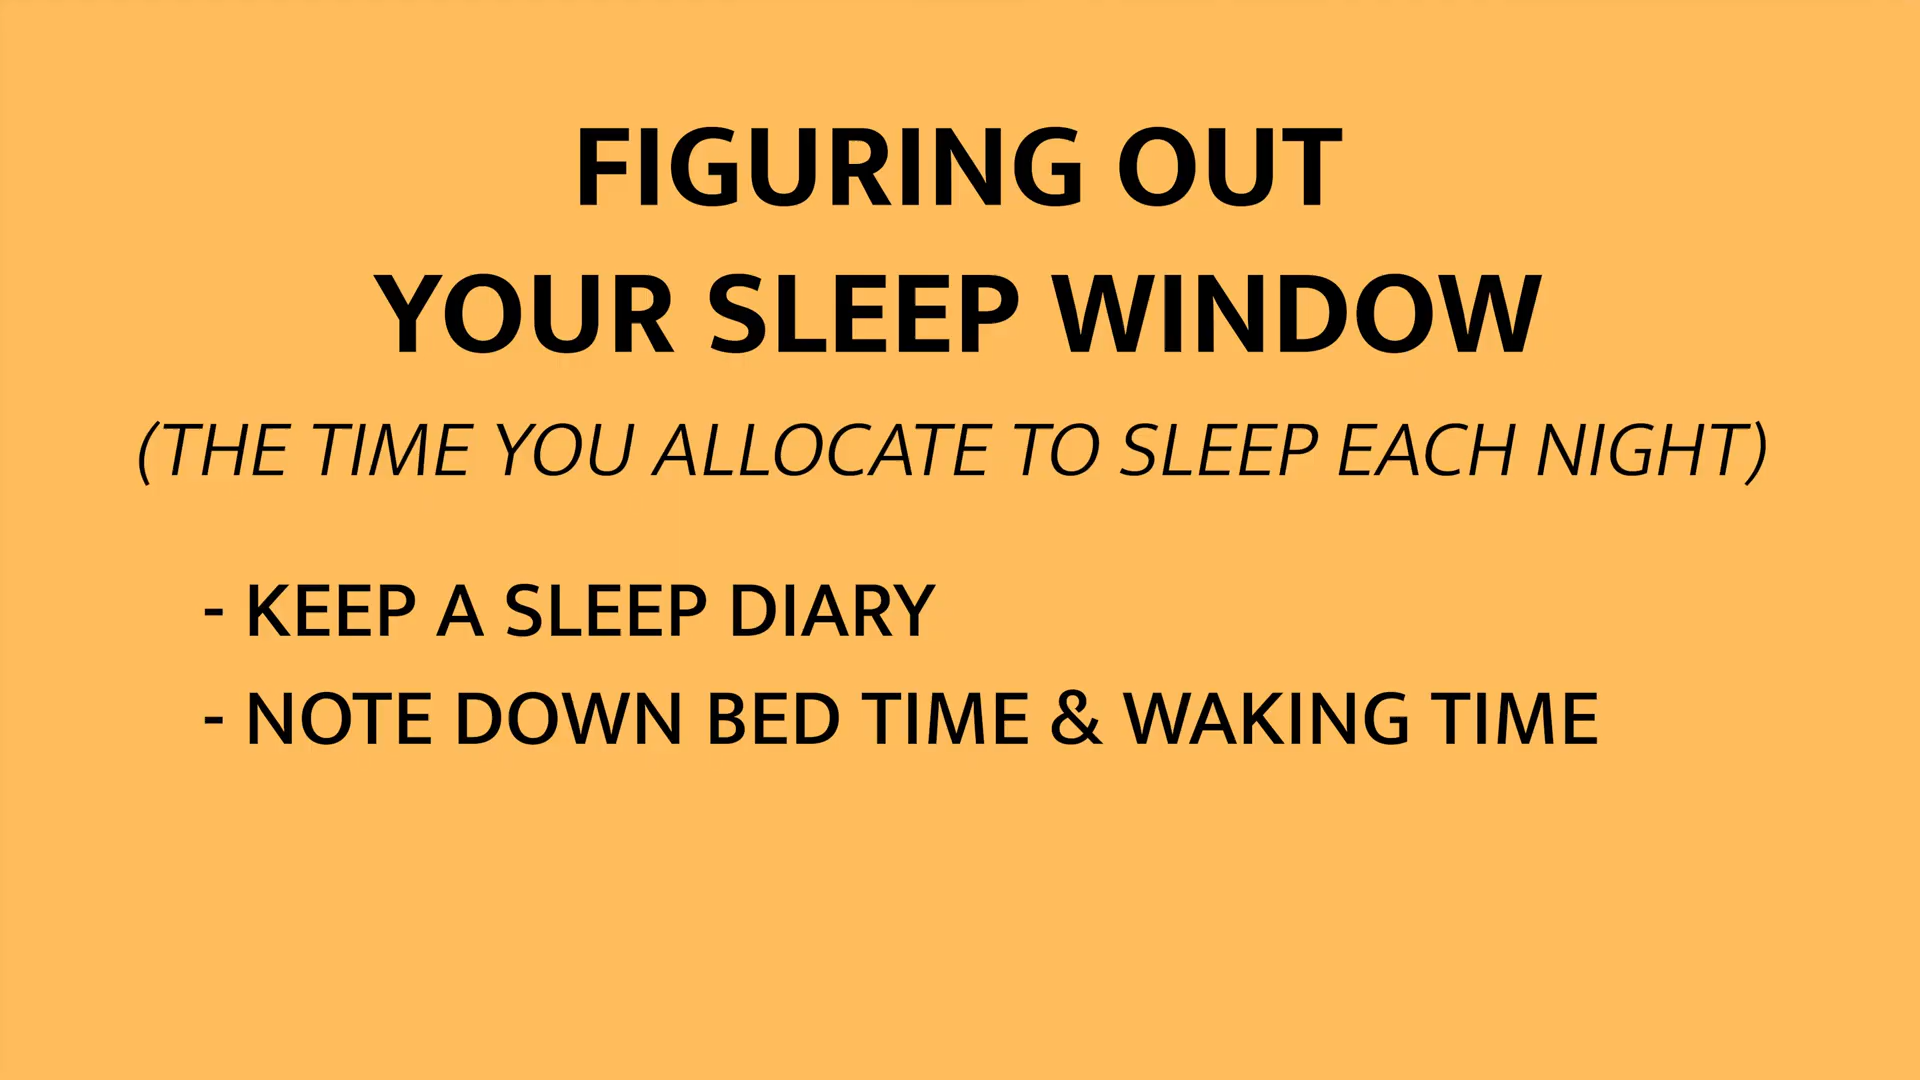 FIGURING OUT
YOUR SLEEP WINDOW
(THE TIME YOU ALLOCATE TO SLEEP EACH NIGHT)
- KEEP A SLEEP DIARY
- NOTE DOWN BED TIME & WAKING TIME